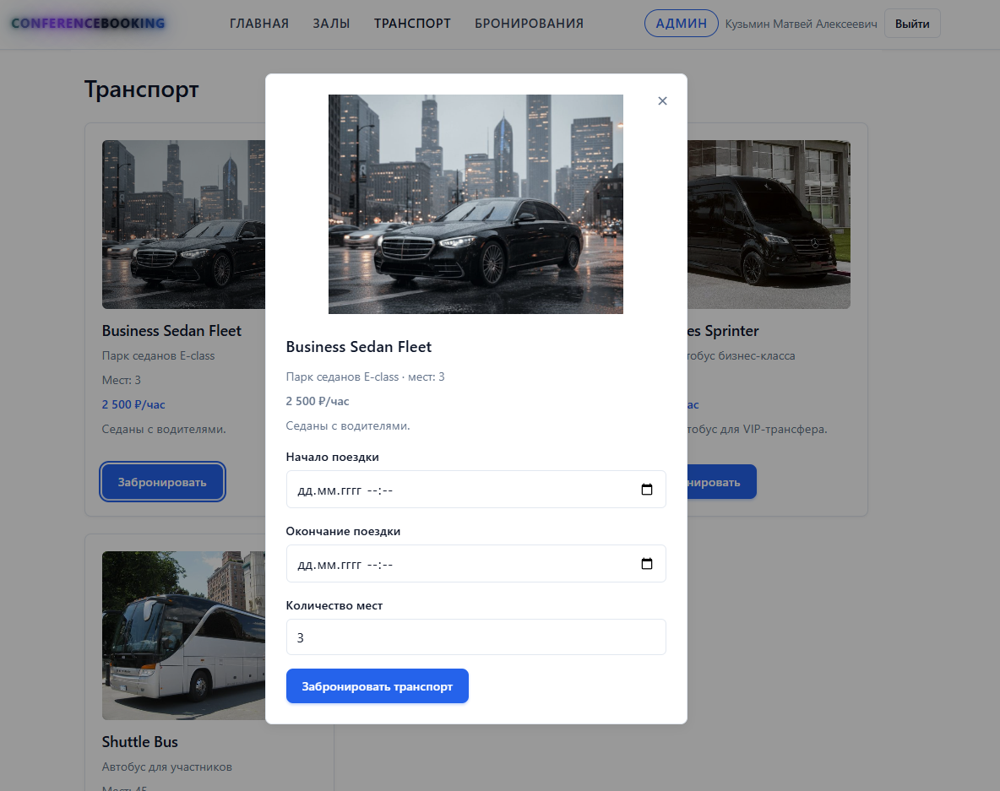 CONFERENCEBOOKING
ГЛАВНАЯ ЗАЛЫ ТРАНСПОРТ БРОНИРОВАНИЯ
АДМИН Кузьмин Матвей Алексеевич Выйти
Транспорт
Business Sedan Fleet
Парк седанов E-class
Мест: 3
2 500 ₽/час
Седаны с водителями.
Забронировать
Business Sedan Fleet
Парк седанов E-class · мест: 3
2 500 ₽/час
Седаны с водителями.
Начало поездки
дд.мм.гггг --:--
Окончание поездки
дд.мм.гггг --:--
Количество мест
3
Забронировать транспорт
es Sprinter
тобус бизнес-класса
ас
тобус для VIP-трансфера.
нировать
Shuttle Bus
Автобус для участников
Мест: 45